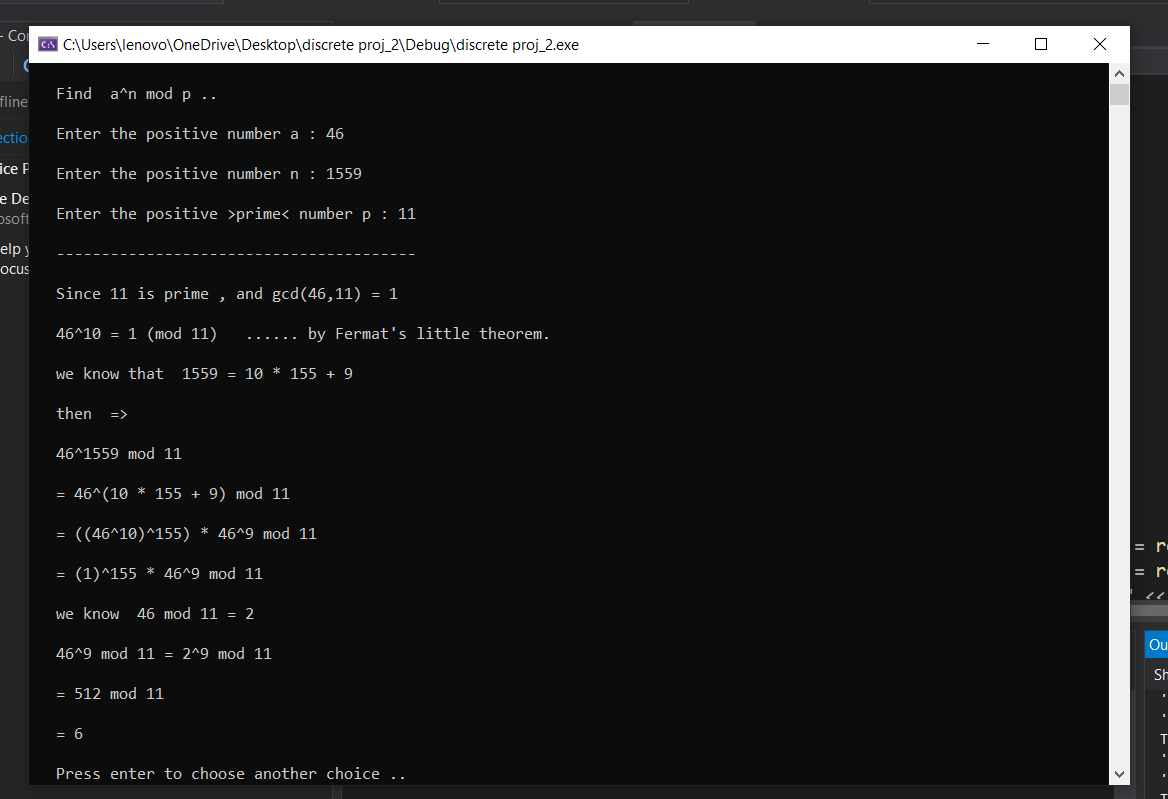 - Co
C:\Users\lenovo\OneDrive\Desktop\discrete proj_2\Debug\discrete proj_2.exe
Find  a^n mod p ..
fline
Enter the positive number a : 46
ectio
ice P
Enter the positive number n : 1559
e De
osoft
Enter the positive >prime< number p : 11
elp y
----------------------------------------
ocus
Since 11 is prime , and gcd(46,11) = 1
46^10 = 1 (mod 11)   ...... by Fermat's little theorem.
we know that  1559 = 10 * 155 + 9
then  =>
46^1559 mod 11
= 46^(10 * 155 + 9) mod 11
= ((46^10)^155) * 46^9 mod 11
= re
= (1)^155 * 46^9 mod 11
= re
" <<
we know  46 mod 11 = 2
46^9 mod 11 = 2^9 mod 11
Ou
Sh
= 512 mod 11
= 6
Press enter to choose another choice ..